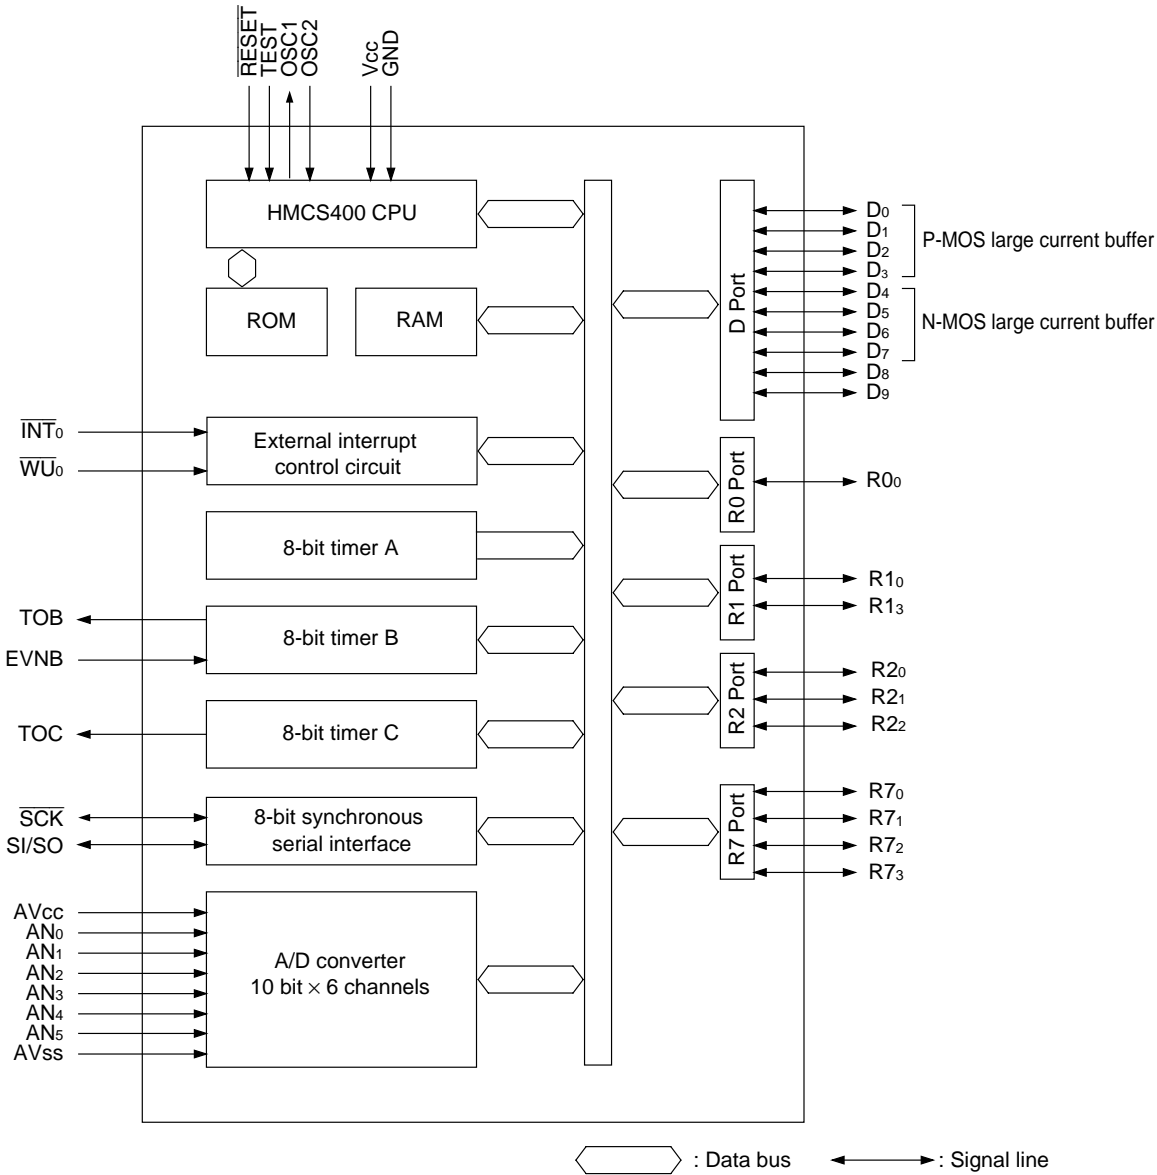 R̅E̅S̅E̅T̅
TEST
OSC1
OSC2
Vcc
GND
HMCS400 CPU
ROM
RAM
I̅N̅T̅₀
W̅U̅₀
External interrupt
control circuit
8-bit timer A
TOB
EVNB
8-bit timer B
TOC
8-bit timer C
S̅C̅K̅
SI/SO
8-bit synchronous
serial interface
AVcc
AN₀
AN₁
AN₂
AN₃
AN₄
AN₅
AVss
A/D converter
10 bit × 6 channels
D Port
D₀
D₁
D₂
D₃
D₄
D₅
D₆
D₇
D₈
D₉
P-MOS large current buffer
N-MOS large current buffer
R0 Port
R0₀
R1 Port
R1₀
R1₃
R2 Port
R2₀
R2₁
R2₂
R7 Port
R7₀
R7₁
R7₂
R7₃
: Data bus
: Signal line